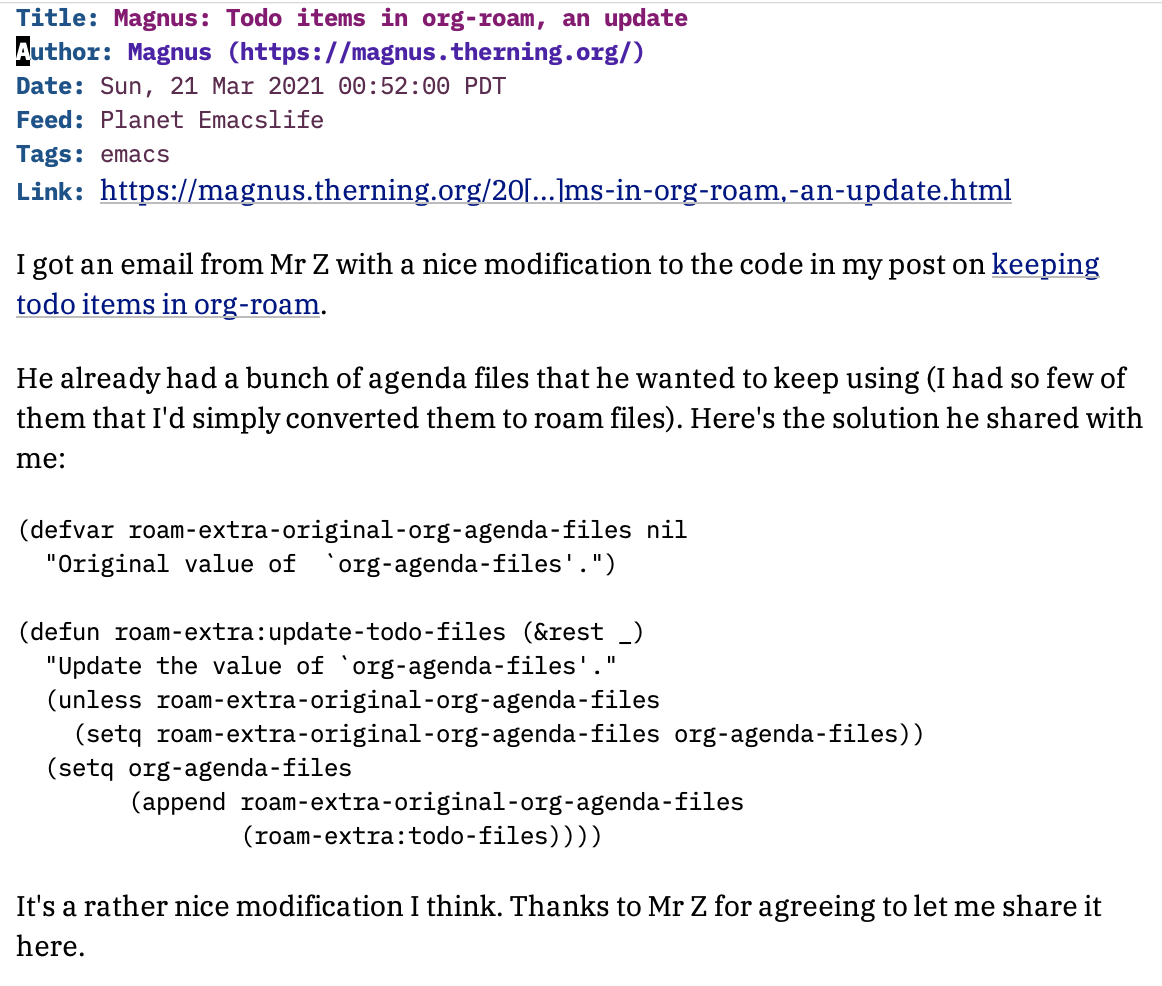 Title: Magnus: Todo items in org-roam, an update
Author: Magnus (https://magnus.therning.org/)
Date: Sun, 21 Mar 2021 00:52:00 PDT
Feed: Planet Emacslife
Tags: emacs
Link: https://magnus.therning.org/20[...]ms-in-org-roam,-an-update.html
I got an email from Mr Z with a nice modification to the code in my post on keeping
todo items in org-roam.
He already had a bunch of agenda files that he wanted to keep using (I had so few of
them that I'd simply converted them to roam files). Here's the solution he shared with
me:
(defvar roam-extra-original-org-agenda-files nil
  "Original value of  `org-agenda-files'.")
(defun roam-extra:update-todo-files (&rest _)
  "Update the value of `org-agenda-files'."
  (unless roam-extra-original-org-agenda-files
    (setq roam-extra-original-org-agenda-files org-agenda-files))
  (setq org-agenda-files
        (append roam-extra-original-org-agenda-files
                (roam-extra:todo-files))))
It's a rather nice modification I think. Thanks to Mr Z for agreeing to let me share it
here.